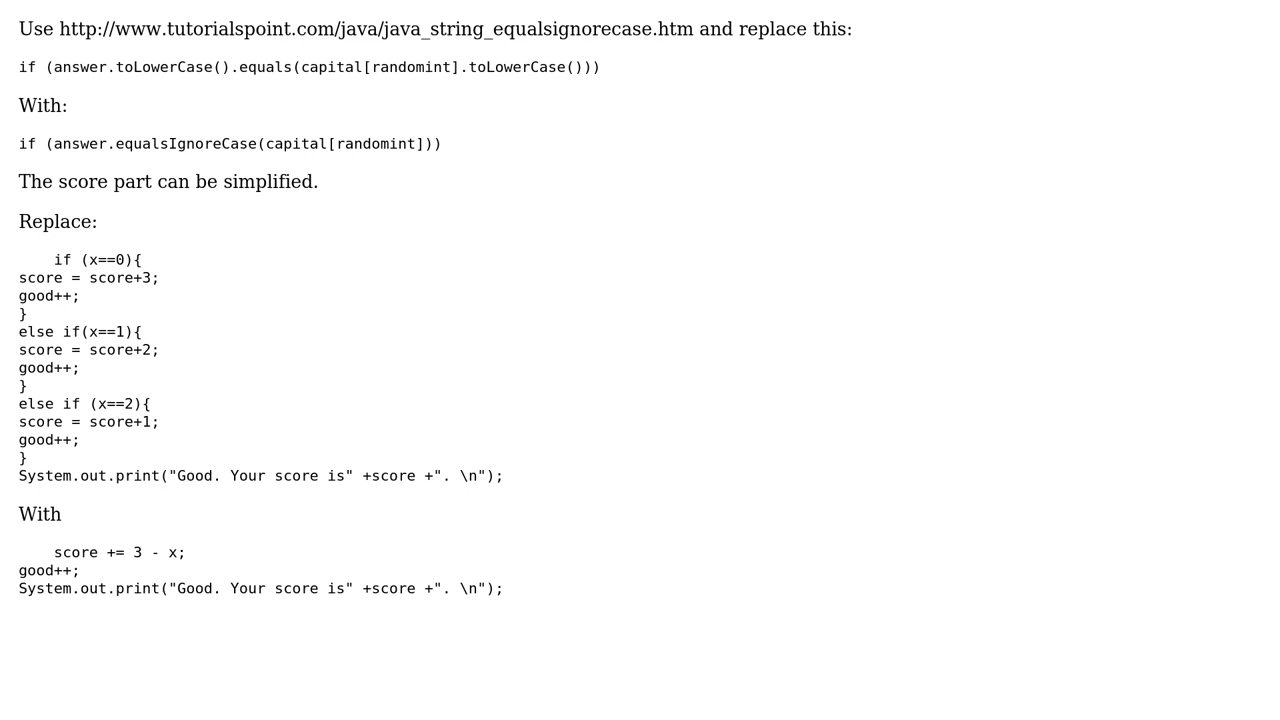 Use http://www.tutorialspoint.com/java/java_string_equalsignorecase.htm and replace this:
if (answer.toLowerCase().equals(capital[randomint].toLowerCase()))
With:
if (answer.equalsIgnoreCase(capital[randomint]))
The score part can be simplified.
Replace:
    if (x==0){
score = score+3;
good++;
}
else if(x==1){
score = score+2;
good++;
}
else if (x==2){
score = score+1;
good++;
}
System.out.print("Good. Your score is" +score +". \n");
With
    score += 3 - x;
good++;
System.out.print("Good. Your score is" +score +". \n");